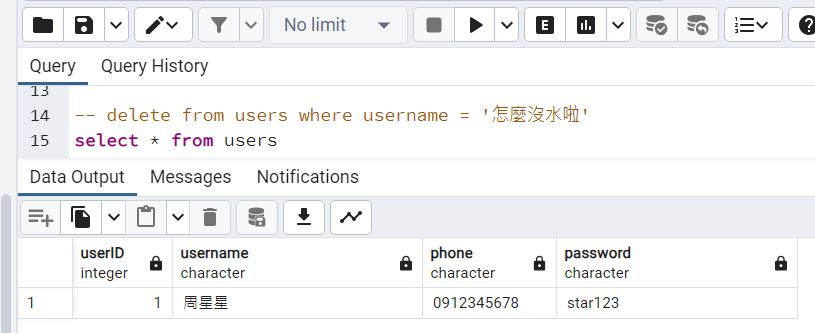 No limit
Query Query History
13
14 -- delete from users where username = '怎麼沒水啦'
15 select * from users
Data Output Messages Notifications
userID username phone password
integer character character character
1 1 周星星 0912345678 star123